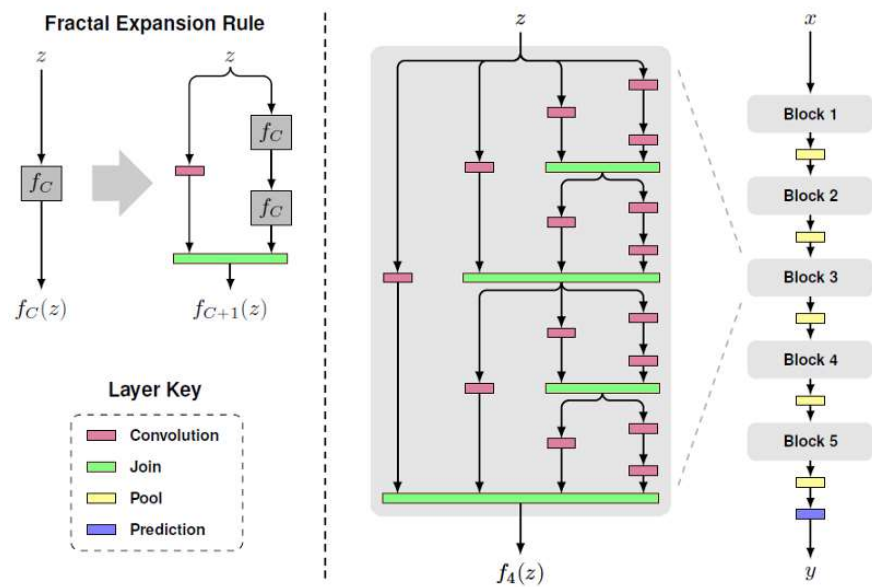 Fractal Expansion Rule
z
z
f_C
f_C
f_C
f_C(z)
f_{C+1}(z)
Layer Key
Convolution
Join
Pool
Prediction
z
f_4(z)
x
Block 1
Block 2
Block 3
Block 4
Block 5
y